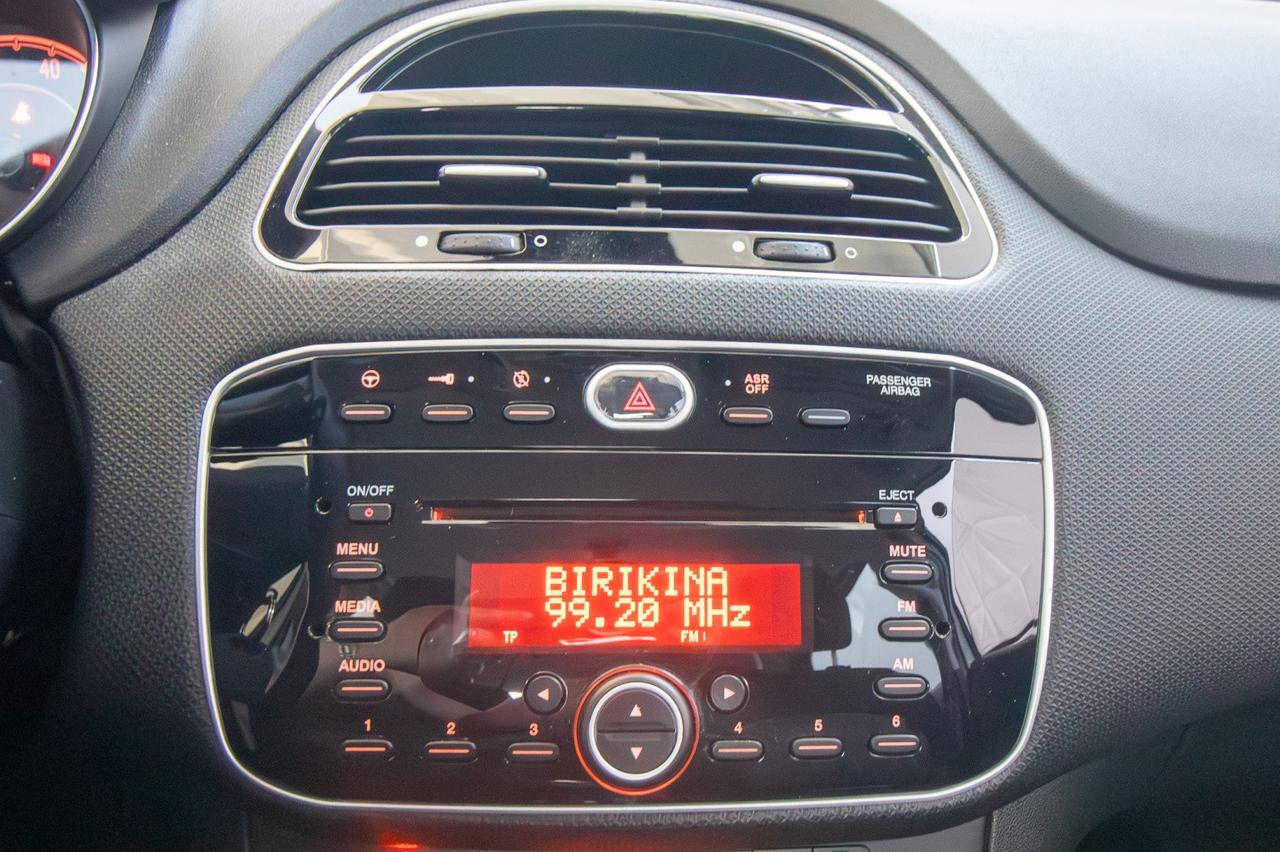 40
ASR
OFF
PASSENGER
AIRBAG
ON/OFF
EJECT
MENU
MUTE
BIRIKINA
99.20 MHz
MEDIA
FM
TP
FM
AUDIO
AM
1
2
3
4
5
6